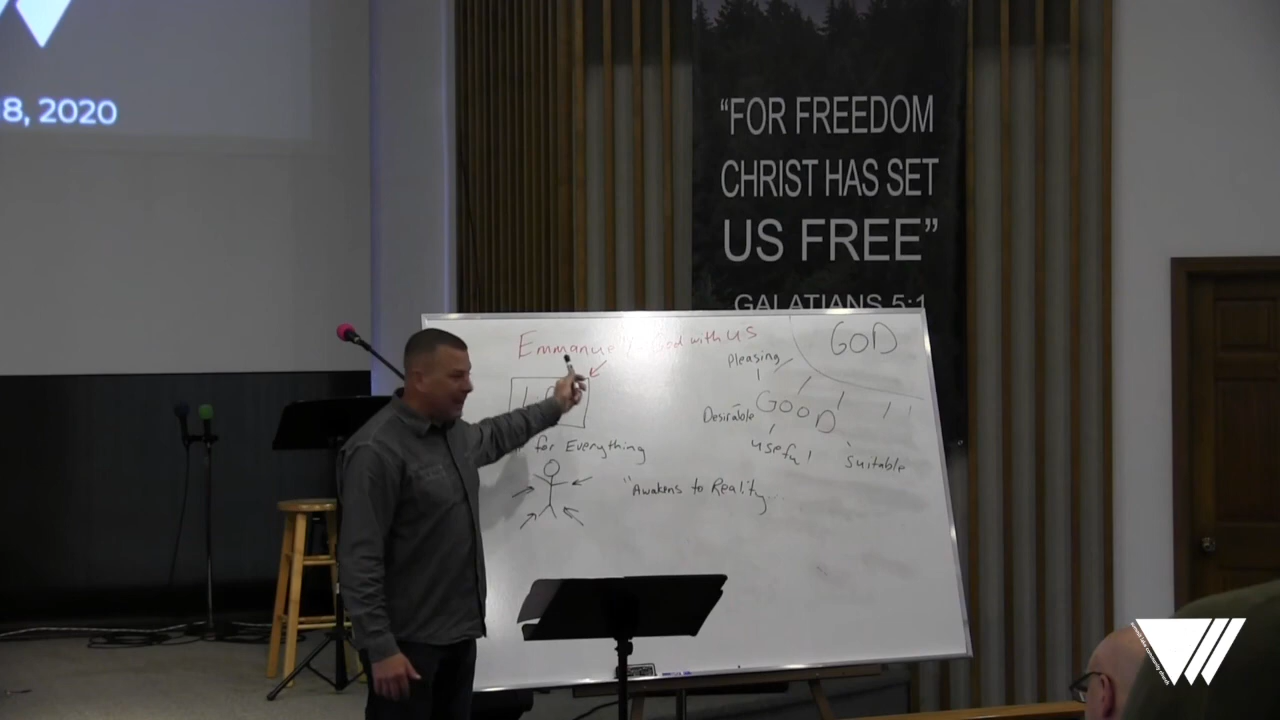 8, 2020
"FOR FREEDOM
CHRIST HAS SET
US FREE"
GALATIANS 5:1
Emmanuel God with us
GOD
Pleasing
Desirable
GOOD
useful
suitable
for Everything
"Awakens to Reality...